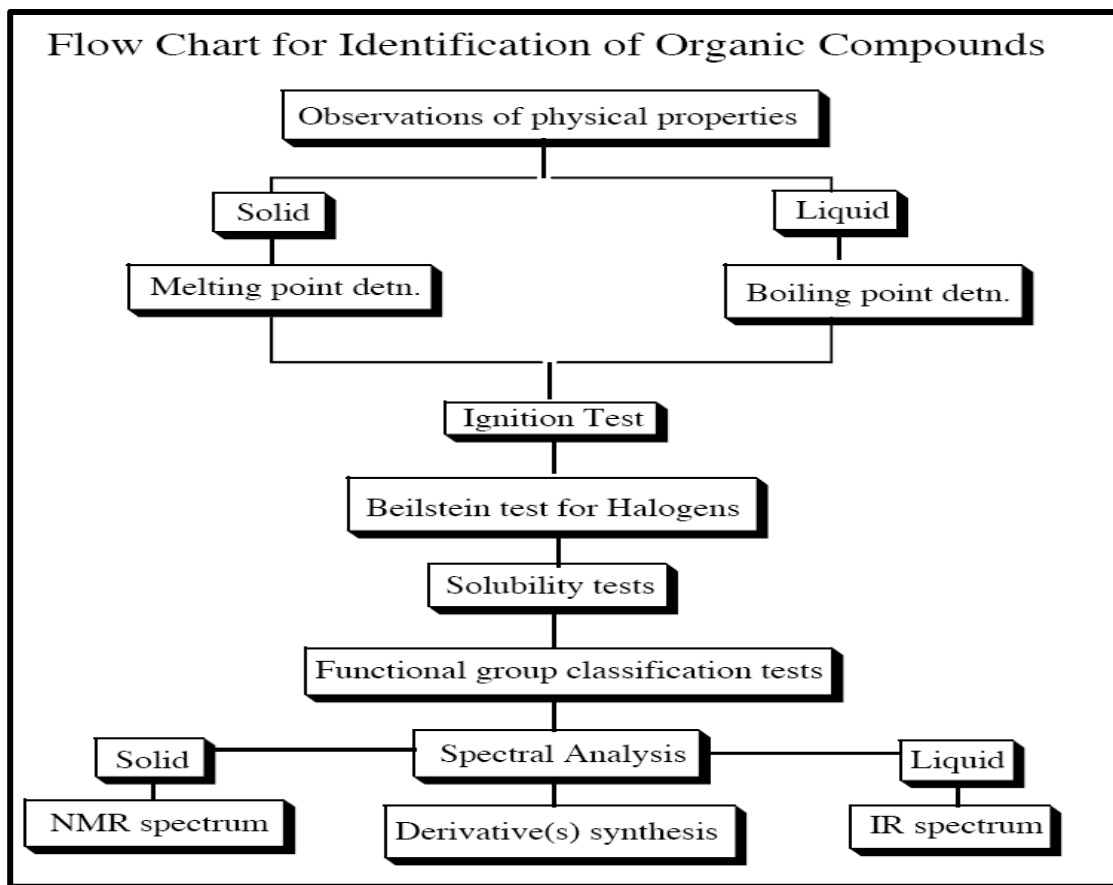 Flow Chart for Identification of Organic Compounds
Observations of physical properties
Solid
Liquid
Melting point detn.
Boiling point detn.
Ignition Test
Beilstein test for Halogens
Solubility tests
Functional group classification tests
Solid
Spectral Analysis
Liquid
NMR spectrum
Derivative(s) synthesis
IR spectrum